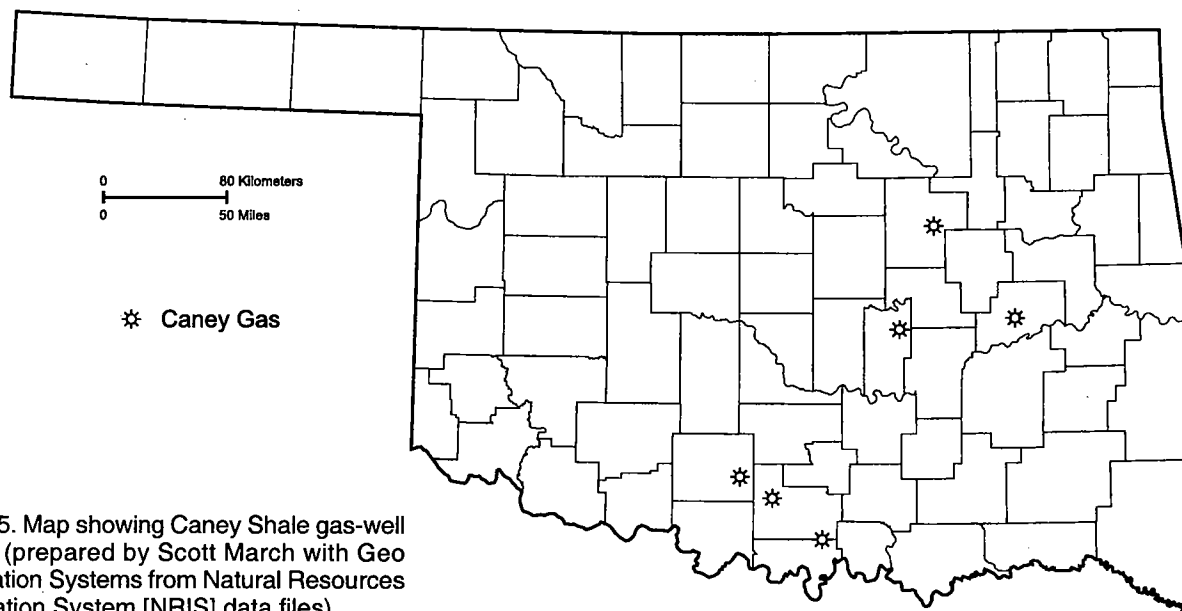 0 80 Kilometers
0 50 Miles
Caney Gas
5. Map showing Caney Shale gas-well
(prepared by Scott March with Geo
ation Systems from Natural Resources
ation System [NRIS] data files)